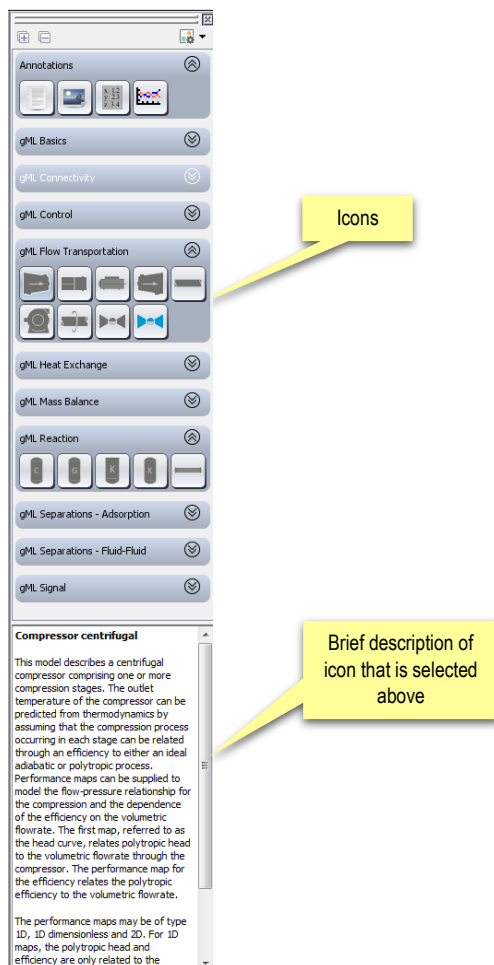 Annotations
x 12
y 23
z 34
gML Basics
gML Connectivity
gML Control
Icons
gML Flow Transportation
gML Heat Exchange
gML Mass Balance
gML Reaction
C G K K
gML Separations - Adsorption
gML Separations - Fluid-Fluid
gML Signal
Compressor centrifugal
This model describes a centrifugal
compressor comprising one or more
compression stages. The outlet
temperature of the compressor can be
predicted from thermodynamics by
assuming that the compression process
occurring in each stage can be related
through an efficiency to either an ideal
adiabatic or polytropic process.
Performance maps can be supplied to
model the flow-pressure relationship for
the compression and the dependence
of the efficiency on the volumetric
flowrate. The first map, referred to as
the head curve, relates polytropic head
to the volumetric flowrate through the
compressor. The performance map for
the efficiency relates the polytropic
efficiency to the volumetric flowrate.
The performance maps may be of type
1D, 1D dimensionless and 2D. For 1D
maps, the polytropic head and
efficiency are only related to the
Brief description of
icon that is selected
above